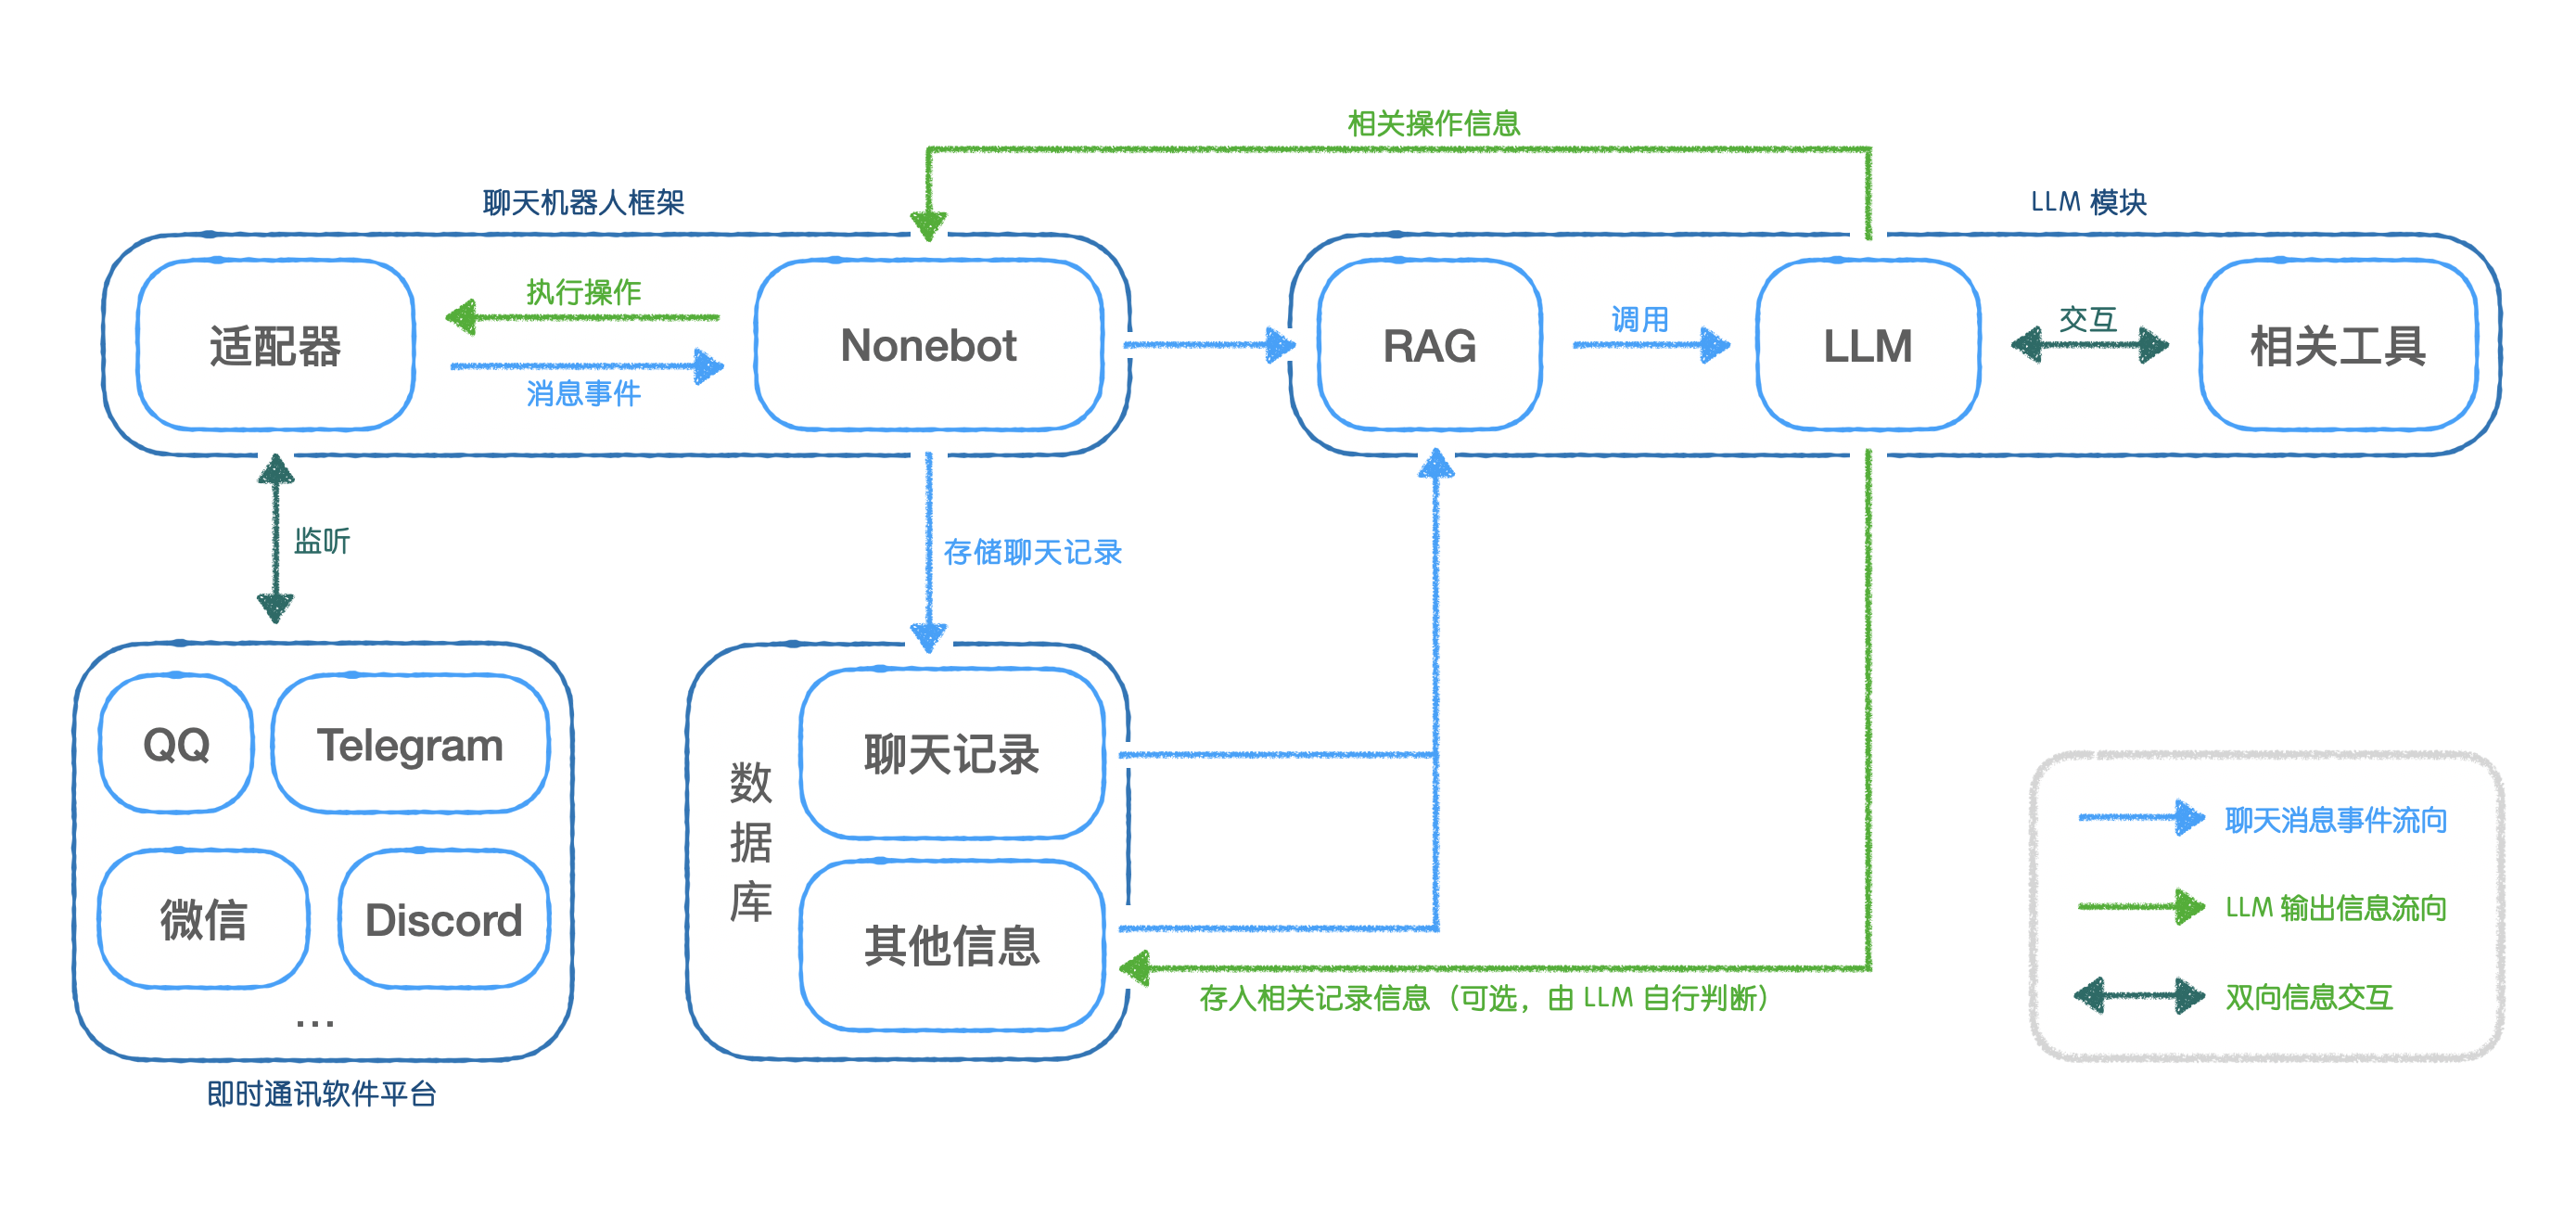 相关操作信息
聊天机器人框架
LLM 模块
适配器
执行操作
消息事件
Nonebot
RAG
调用
LLM
交互
相关工具
监听
存储聊天记录
QQ
Telegram
微信
Discord
...
即时通讯软件平台
数据库
聊天记录
其他信息
存入相关记录信息（可选，由 LLM 自行判断）
聊天消息事件流向
LLM 输出信息流向
双向信息交互